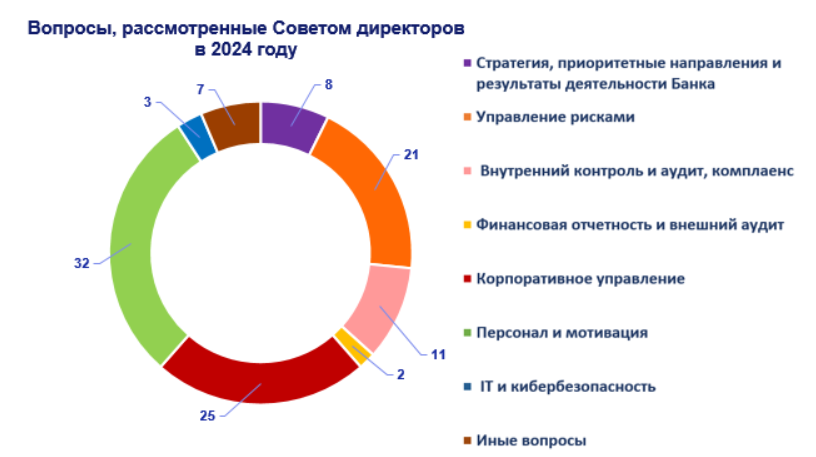 Вопросы, рассмотренные Советом директоров
в 2024 году
8
21
11
2
25
32
3
7
Стратегия, приоритетные направления и
результаты деятельности Банка
Управление рисками
Внутренний контроль и аудит, комплаенс
Финансовая отчетность и внешний аудит
Корпоративное управление
Персонал и мотивация
IT и кибербезопасность
Иные вопросы